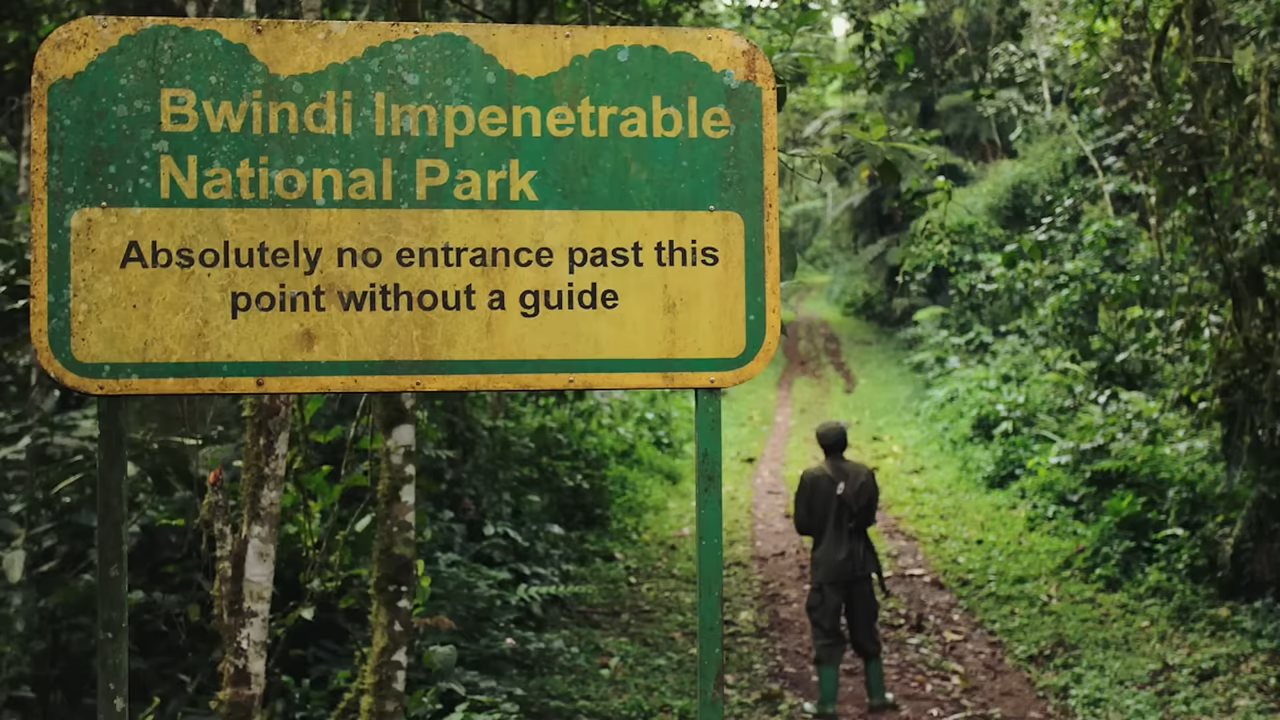 Bwindi Impenetrable
National Park
Absolutely no entrance past this
point without a guide